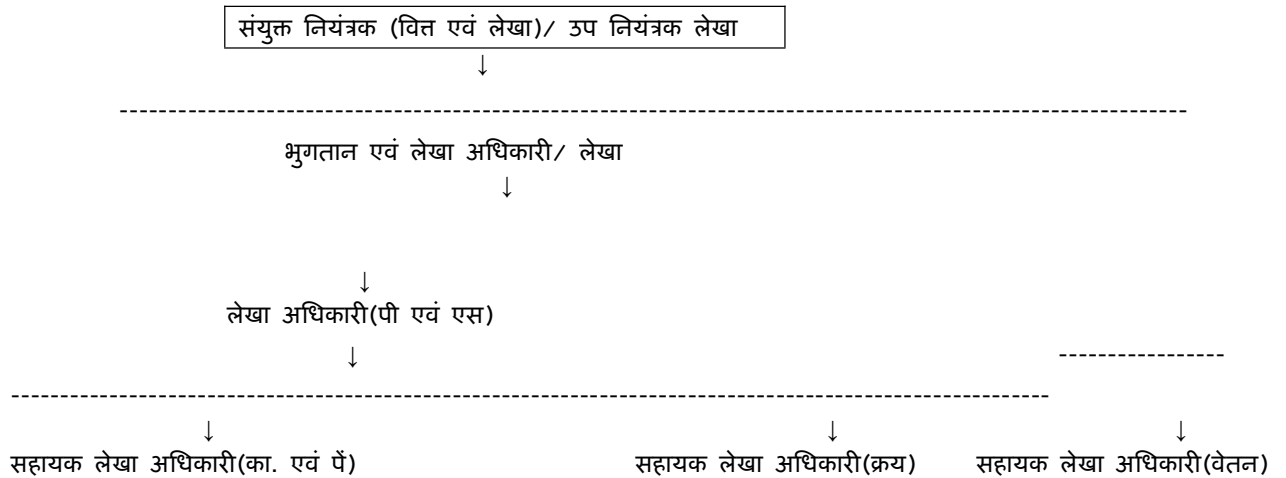 संयुक्त नियंत्रक (वित्त एवं लेखा)/ उप नियंत्रक लेखा
↓
--------------------------------------------------------------------------------------------------------------
भुगतान एवं लेखा अधिकारी/ लेखा
↓
↓
लेखा अधिकारी(पी एवं एस)
↓ -----------------
-----------------------------------------------------------------------------------------------------------
↓ ↓ ↓
सहायक लेखा अधिकारी(का. एवं पें) सहायक लेखा अधिकारी(क्रय) सहायक लेखा अधिकारी(वेतन)